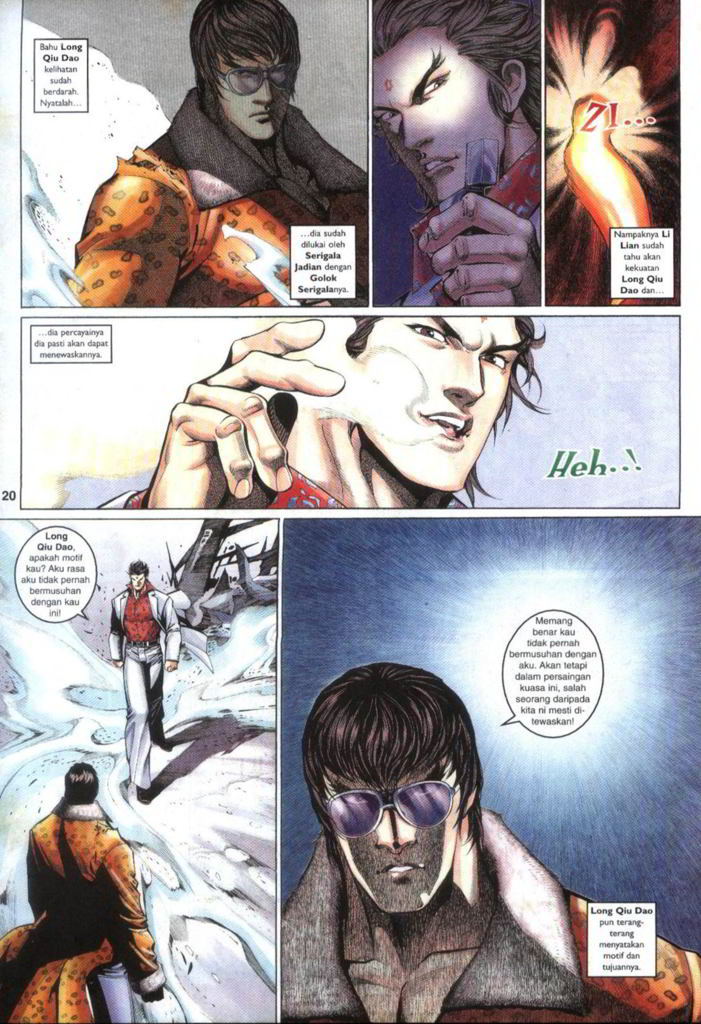 Bahu Long
Qiu Dao
kelihatan
sudah
berdarah.
Nyatalah...
...dia sudah
dilukai oleh
Serigala
Jadian dengan
Golok
Serigalanya.
ZI...
Nampaknya Li
Lian sudah
tahu akan
kekuatan
Long Qiu
Dao dan...
...dia percayainya
dia pasti akan dapat
menewaskannya.
Heh..!
20
Long
Qiu Dao,
apakah motif
kau? Aku rasa
aku tidak pernah
bermusuhan
dengan kau
ini!
Memang
benar kau
tidak pernah
bermusuhan dengan
aku. Akan tetapi
dalam persaingan
kuasa ini, salah
seorang daripada
kita ni mesti di-
tewaskan!
Long Qiu Dao
pun terang-
terang
menyatakan
motif dan
tujuannya.